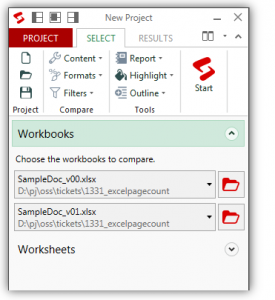 New Project
PROJECT SELECT RESULTS
Content Report
Formats Highlight Start
Filters Outline
Project Compare Tools
Workbooks
Choose the workbooks to compare.
SampleDoc_v00.xlsx
D:\pj\oss\tickets\1331_excelpagecount
SampleDoc_v01.xlsx
D:\pj\oss\tickets\1331_excelpagecount
Worksheets